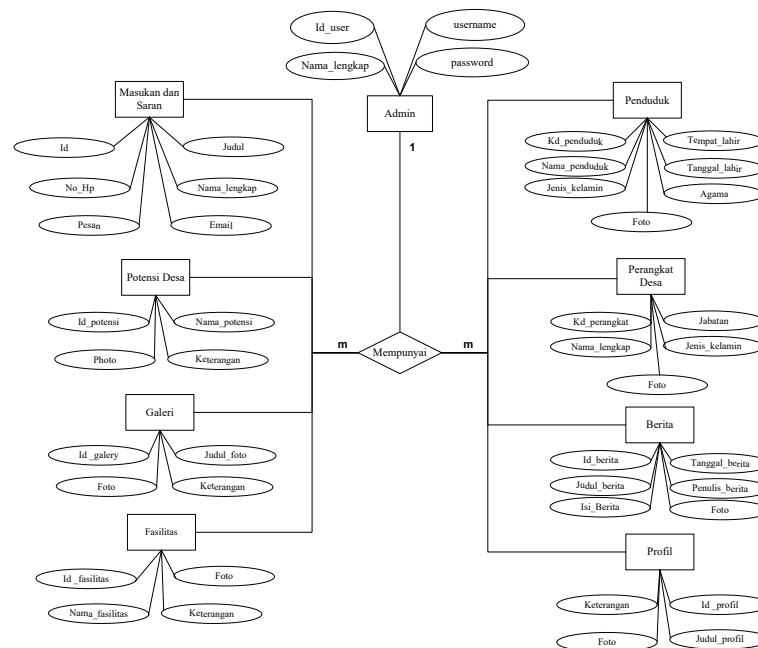 Id_user
username
Nama_lengkap
password
Admin
1
Masukan dan
Saran
Id
Judul
No_Hp
Nama_lengkap
Pesan
Email
Potensi Desa
Id_potensi
Nama_potensi
Photo
Keterangan
Galeri
Id_galery
Judul_foto
Foto
Keterangan
Fasilitas
Id_fasilitas
Foto
Nama_fasilitas
Keterangan
m
Mempunyai
m
Penduduk
Kd_penduduk
Tempat_lahir
Nama_penduduk
Tanggal_lahir
Jenis_kelamin
Agama
Foto
Perangkat
Desa
Kd_perangkat
Jabatan
Nama_lengkap
Jenis_kelamin
Foto
Berita
Id_berita
Tanggal_berita
Judul_berita
Penulis_berita
Isi_Berita
Foto
Profil
Keterangan
Id_profil
Foto
Judul_profil